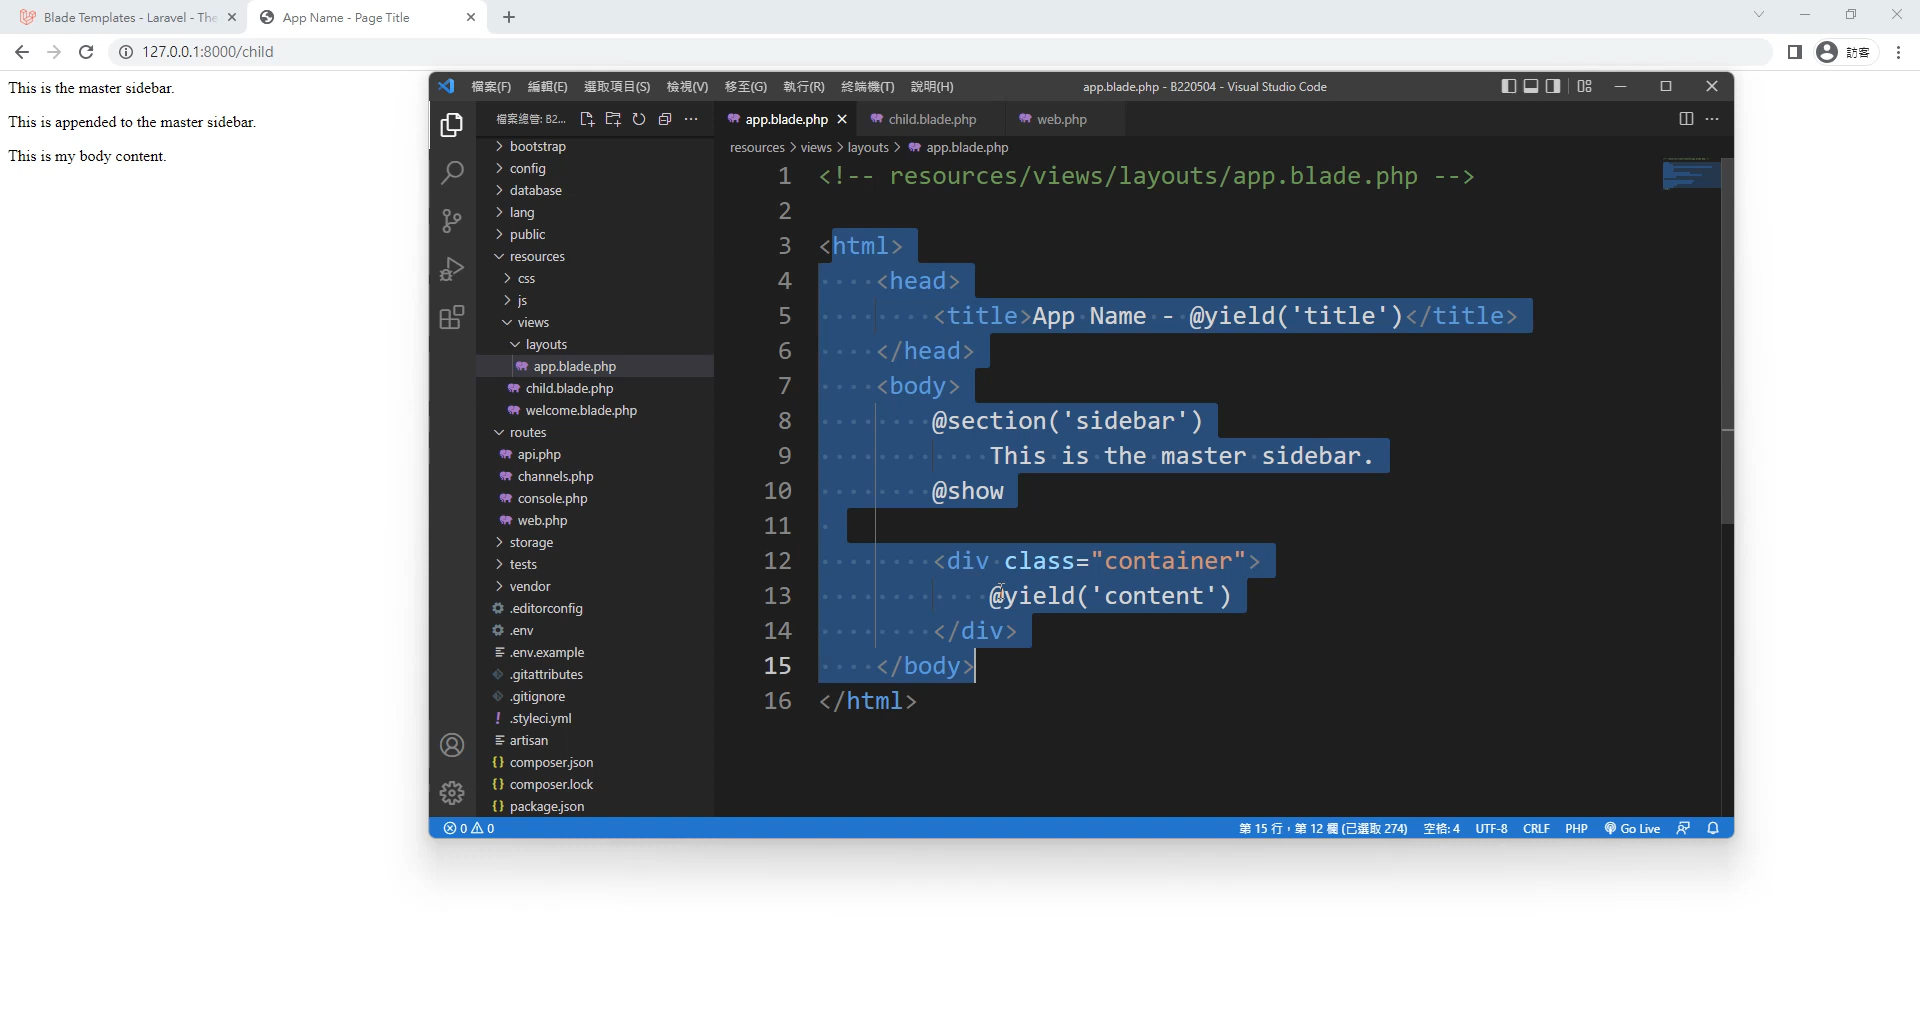 Blade Templates - Laravel - The
App Name - Page Title
127.0.0.1:8000/child
訪客
This is the master sidebar.
This is appended to the master sidebar.
This is my body content.
檔案(F) 編輯(E) 選取項目(S) 檢視(V) 移至(G) 執行(R) 終端機(T) 說明(H)
app.blade.php - B220504 - Visual Studio Code
檔案總管: B2...
bootstrap
config
database
lang
public
resources
css
js
views
layouts
app.blade.php
child.blade.php
welcome.blade.php
routes
api.php
channels.php
console.php
web.php
storage
tests
vendor
.editorconfig
.env
.env.example
.gitattributes
.gitignore
.styleci.yml
artisan
composer.json
composer.lock
package.json
app.blade.php child.blade.php web.php
resources > views > layouts > app.blade.php
1 <!-- resources/views/layouts/app.blade.php -->
2
3 <html>
4 <head>
5 <title>App Name - @yield('title')</title>
6 </head>
7 <body>
8 @section('sidebar')
9 This is the master sidebar.
10 @show
11
12 <div class="container">
13 @yield('content')
14 </div>
15 </body>
16 </html>
0 0
第 15 行，第 12 欄 (已選取 274) 空格: 4 UTF-8 CRLF PHP Go Live